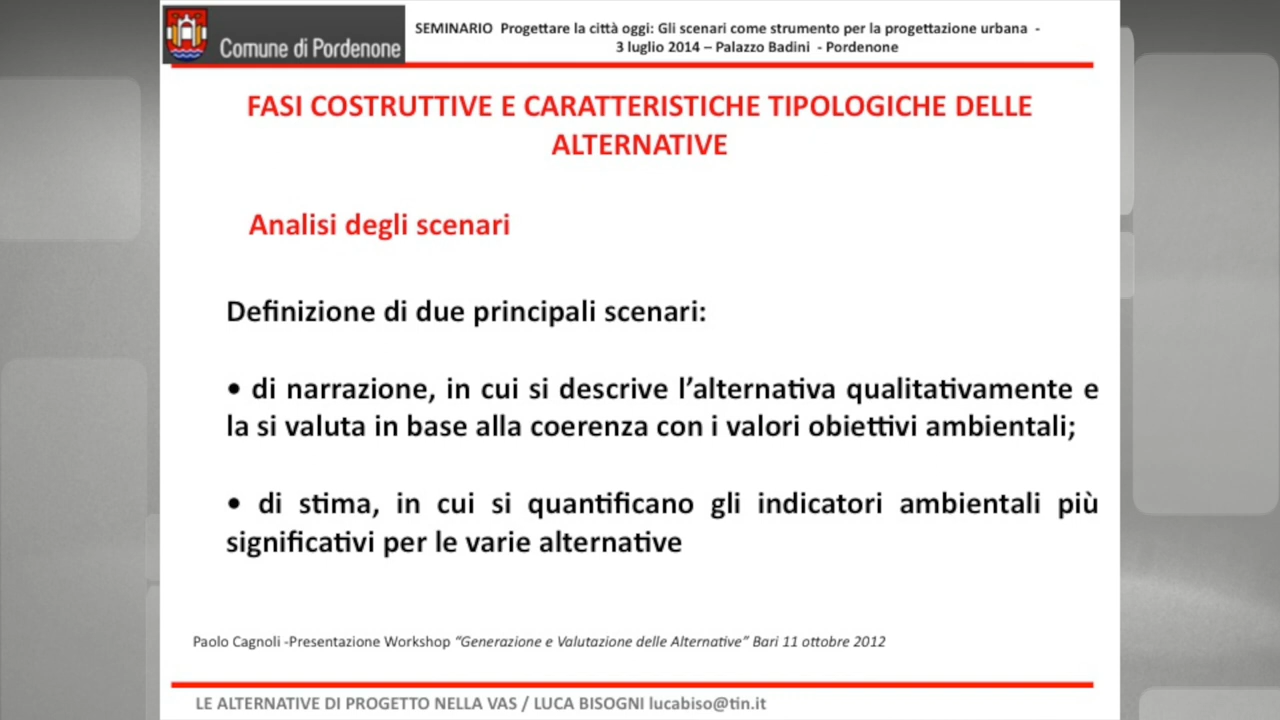 Comune di Pordenone
SEMINARIO Progettare la città oggi: Gli scenari come strumento per la progettazione urbana -
3 luglio 2014 – Palazzo Badini - Pordenone
FASI COSTRUTTIVE E CARATTERISTICHE TIPOLOGICHE DELLE
ALTERNATIVE
Analisi degli scenari
Definizione di due principali scenari:
• di narrazione, in cui si descrive l’alternativa qualitativamente e
la si valuta in base alla coerenza con i valori obiettivi ambientali;
• di stima, in cui si quantificano gli indicatori ambientali più
significativi per le varie alternative
Paolo Cagnoli -Presentazione Workshop “Generazione e Valutazione delle Alternative” Bari 11 ottobre 2012
LE ALTERNATIVE DI PROGETTO NELLA VAS / LUCA BISOGNI lucabiso@tin.it